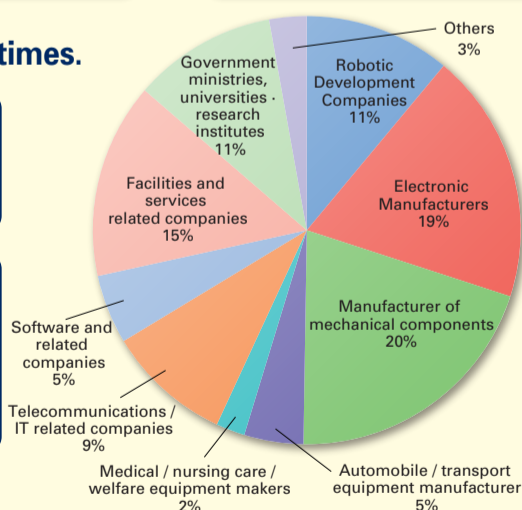 times.
Others
3%
Robotic
Development
Companies
11%
Electronic
Manufacturers
19%
Manufacturer of
mechanical components
20%
Automobile / transport
equipment manufacturer
5%
Medical / nursing care /
welfare equipment makers
2%
Telecommunications /
IT related companies
9%
Software and
related
companies
5%
Facilities and
services
related companies
15%
Government
ministries,
universities ·
research
institutes
11%